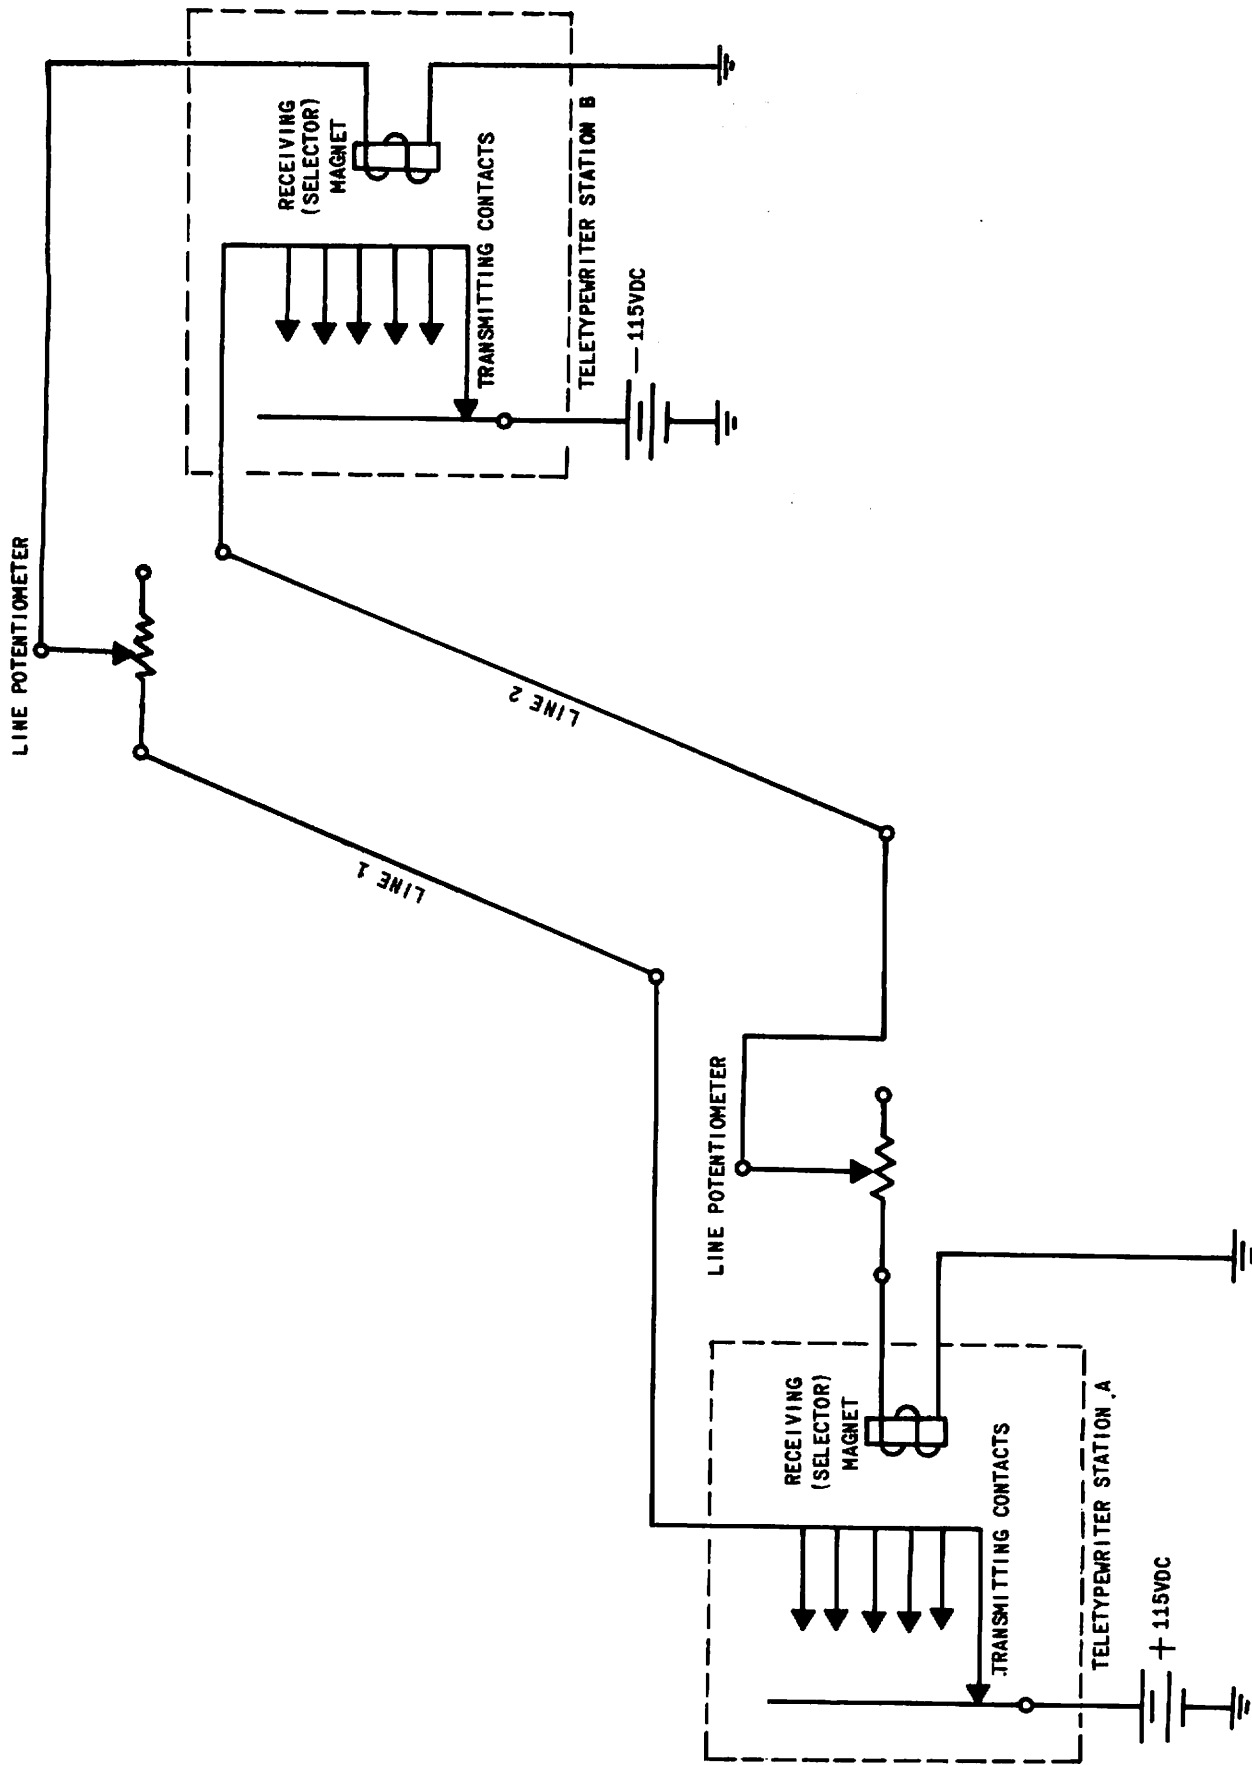 LINE POTENTIOMETER
RECEIVING
(SELECTOR)
MAGNET
TRANSMITTING CONTACTS
TELETYPEWRITER STATION B
— 115VDC
LINE 1
LINE 2
LINE POTENTIOMETER
RECEIVING
(SELECTOR)
MAGNET
TRANSMITTING CONTACTS
TELETYPEWRITER STATION A
+ 115VDC